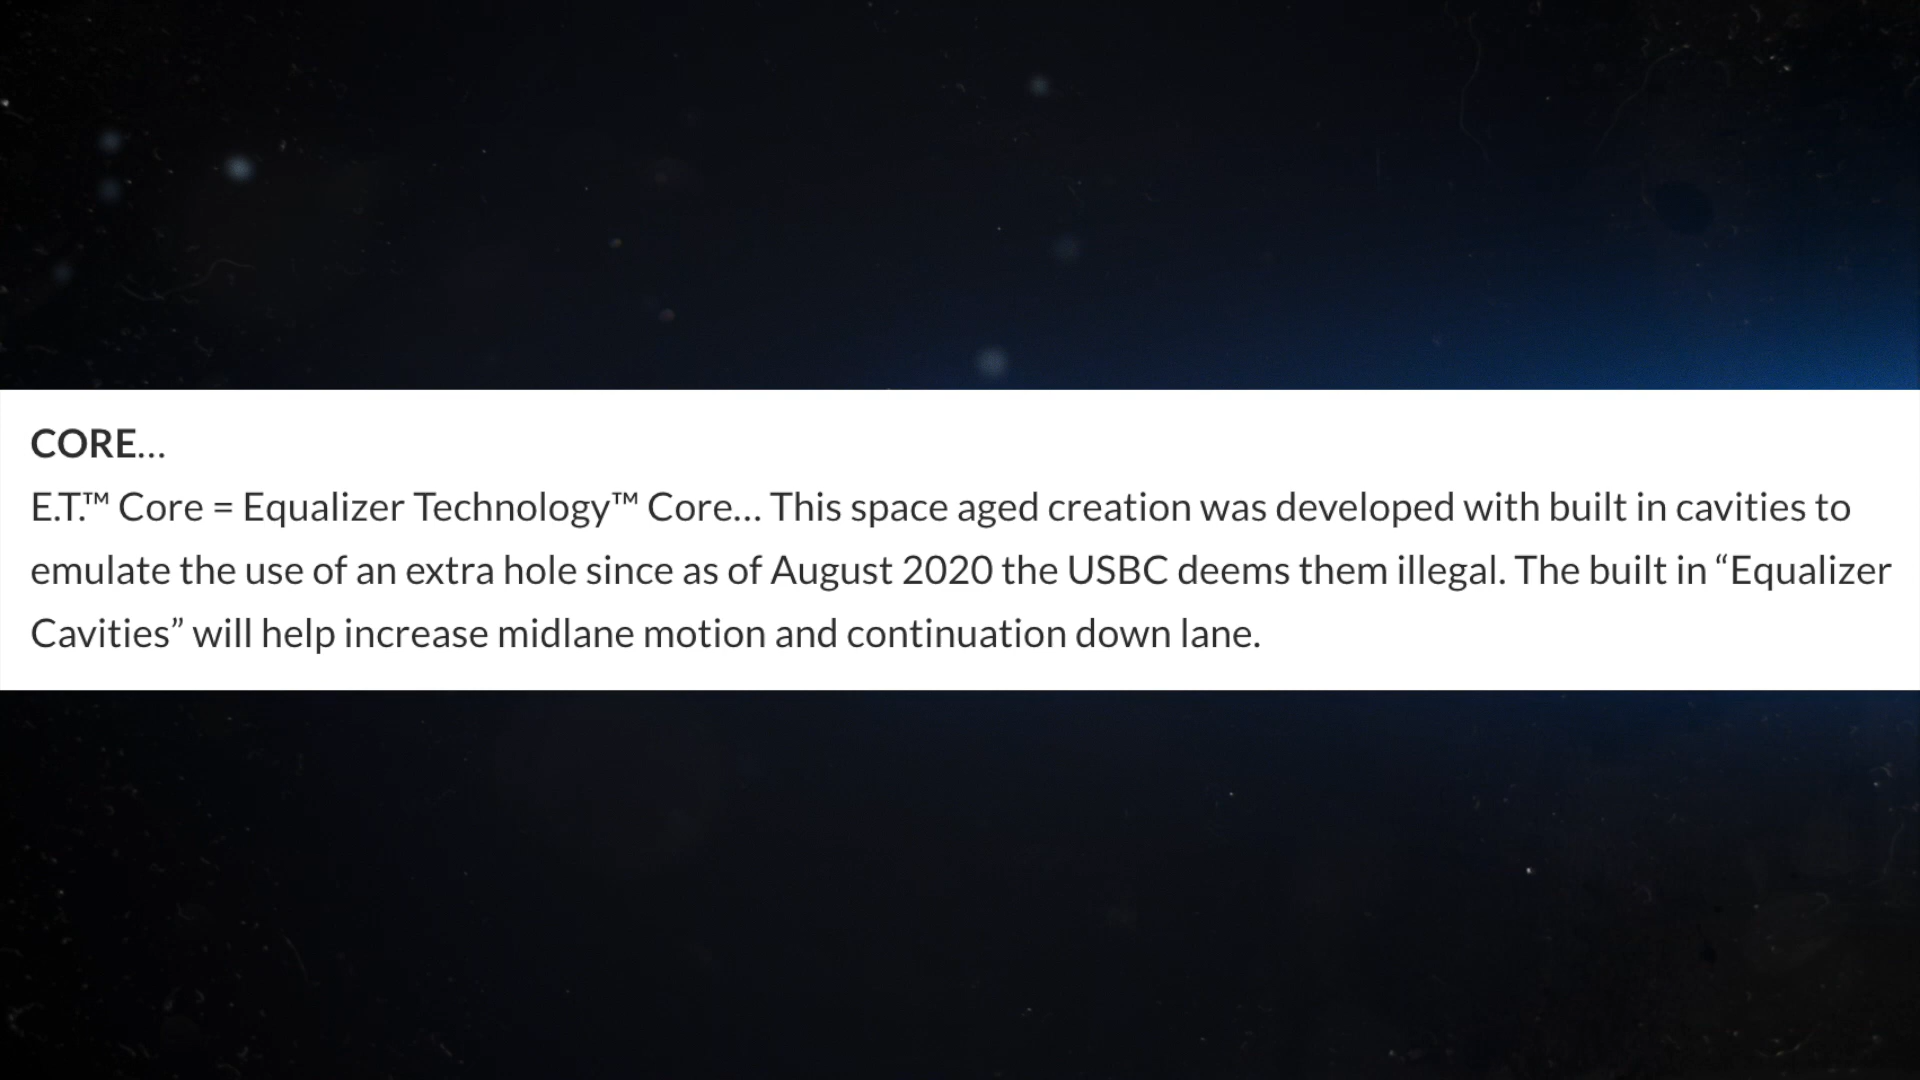 CORE…
E.T.™ Core = Equalizer Technology™ Core… This space aged creation was developed with built in cavities to
emulate the use of an extra hole since as of August 2020 the USBC deems them illegal. The built in “Equalizer
Cavities” will help increase midlane motion and continuation down lane.